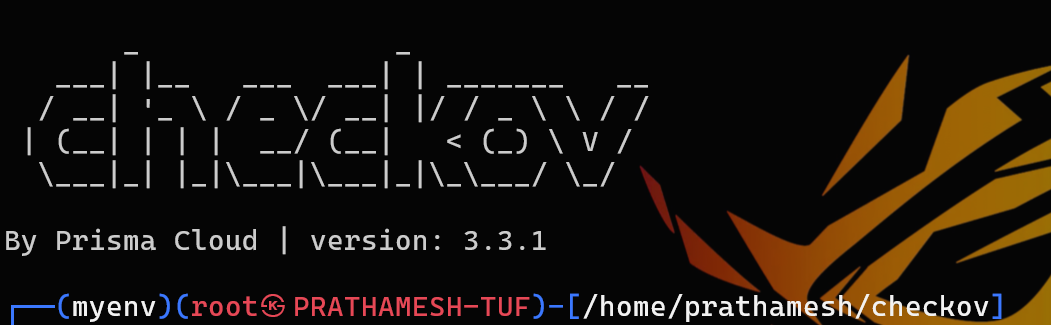 checkov
By Prisma Cloud | version: 3.3.1
┌──(myenv)(root㉿PRATHAMESH-TUF)-[/home/prathamesh/checkov]